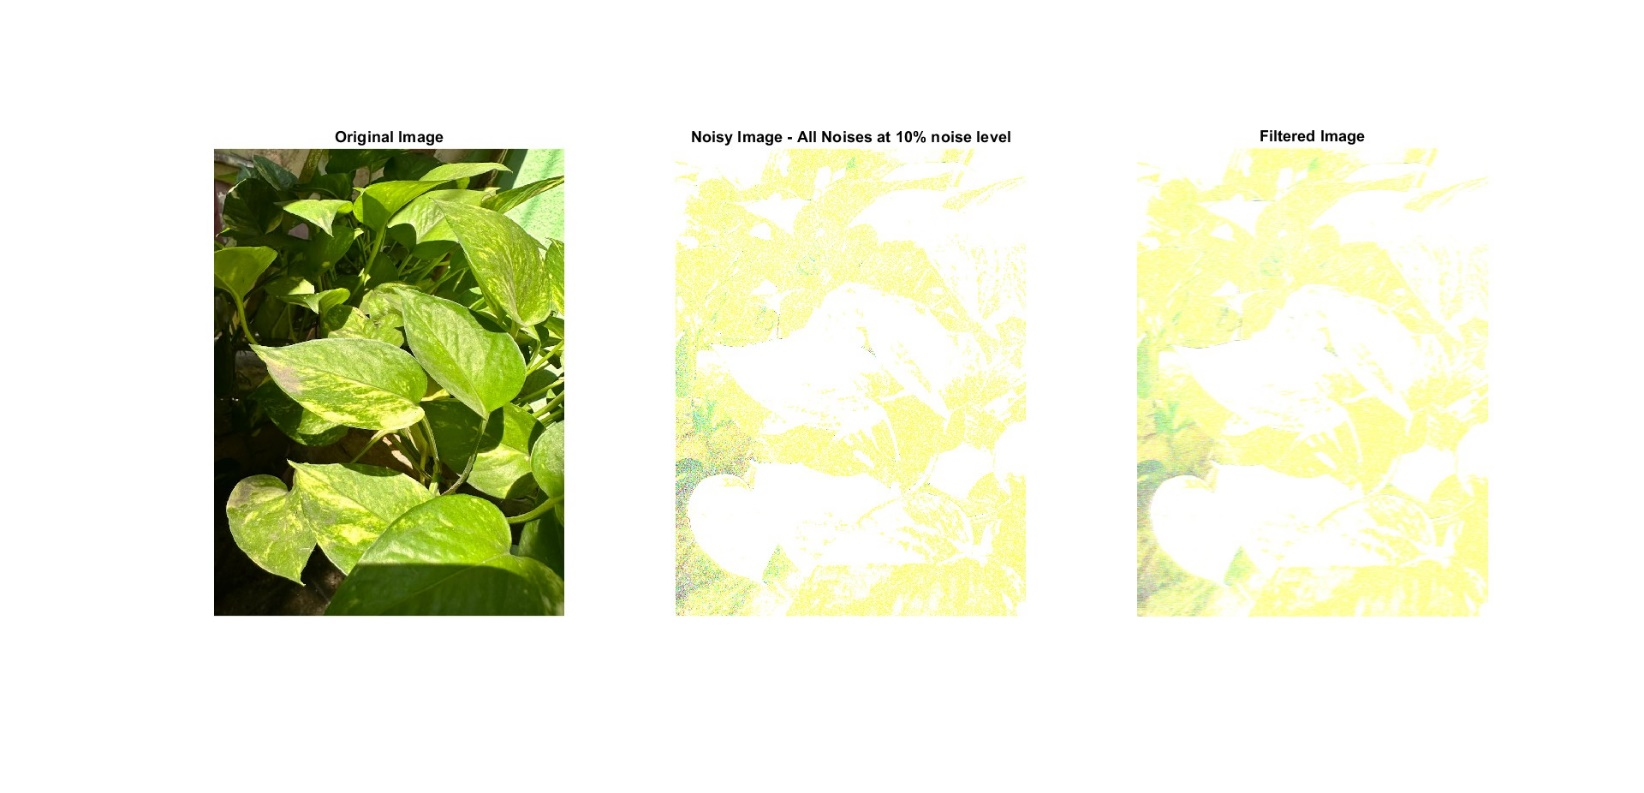 Original Image
Noisy Image - All Noises at 10% noise level
Filtered Image